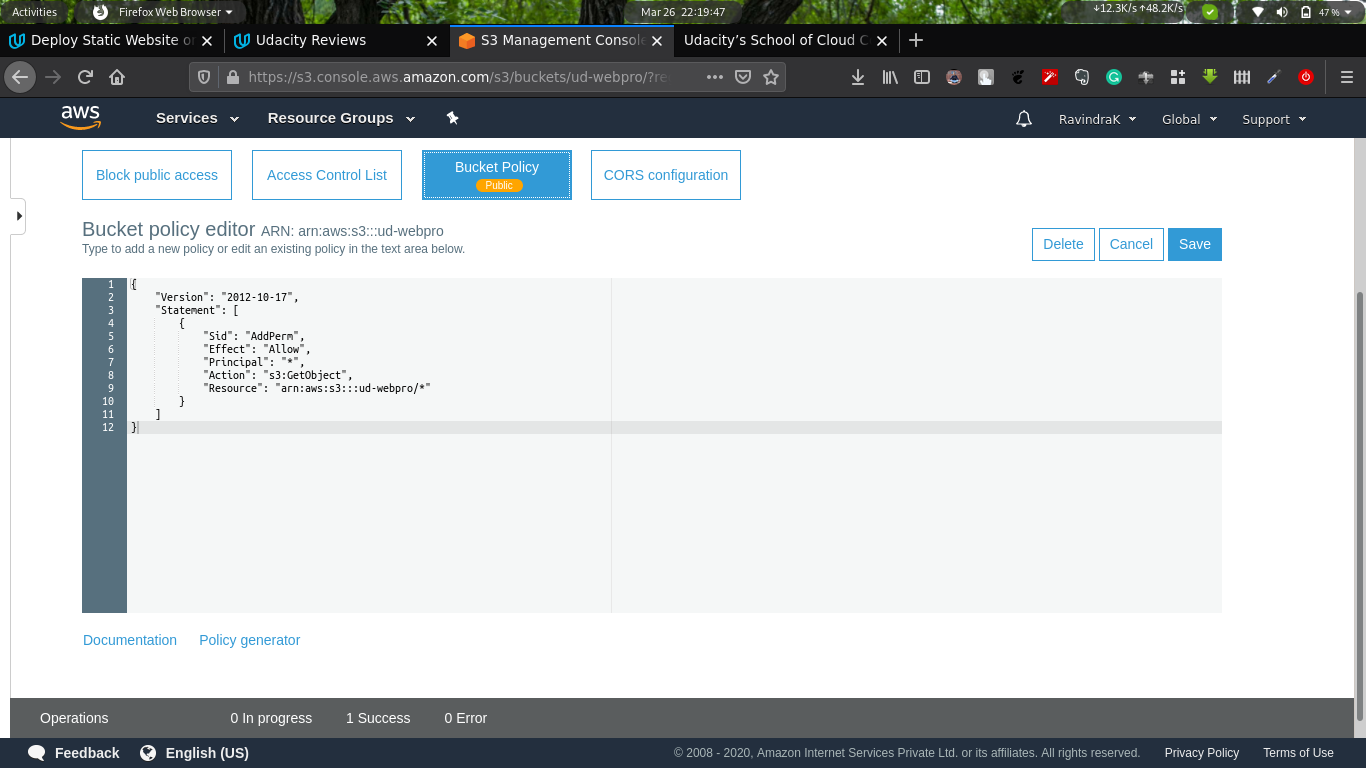 Activities Firefox Web Browser Mar 26 22:19:47 ↓12.3K/s ↑48.2K/s 47 %
Deploy Static Website o Udacity Reviews S3 Management Console Udacity’s School of Cloud C
https://s3.console.aws.amazon.com/s3/buckets/ud-webpro/?re
aws Services Resource Groups RavindraK Global Support
Block public access Access Control List Bucket Policy CORS configuration
Public
Bucket policy editor ARN: arn:aws:s3:::ud-webpro
Type to add a new policy or edit an existing policy in the text area below.
Delete Cancel Save
1 {
2 "Version": "2012-10-17",
3 "Statement": [
4 {
5 "Sid": "AddPerm",
6 "Effect": "Allow",
7 "Principal": "*",
8 "Action": "s3:GetObject",
9 "Resource": "arn:aws:s3:::ud-webpro/*"
10 }
11 ]
12 }
Documentation Policy generator
Operations 0 In progress 1 Success 0 Error
Feedback English (US) © 2008 - 2020, Amazon Internet Services Private Ltd. or its affiliates. All rights reserved. Privacy Policy Terms of Use